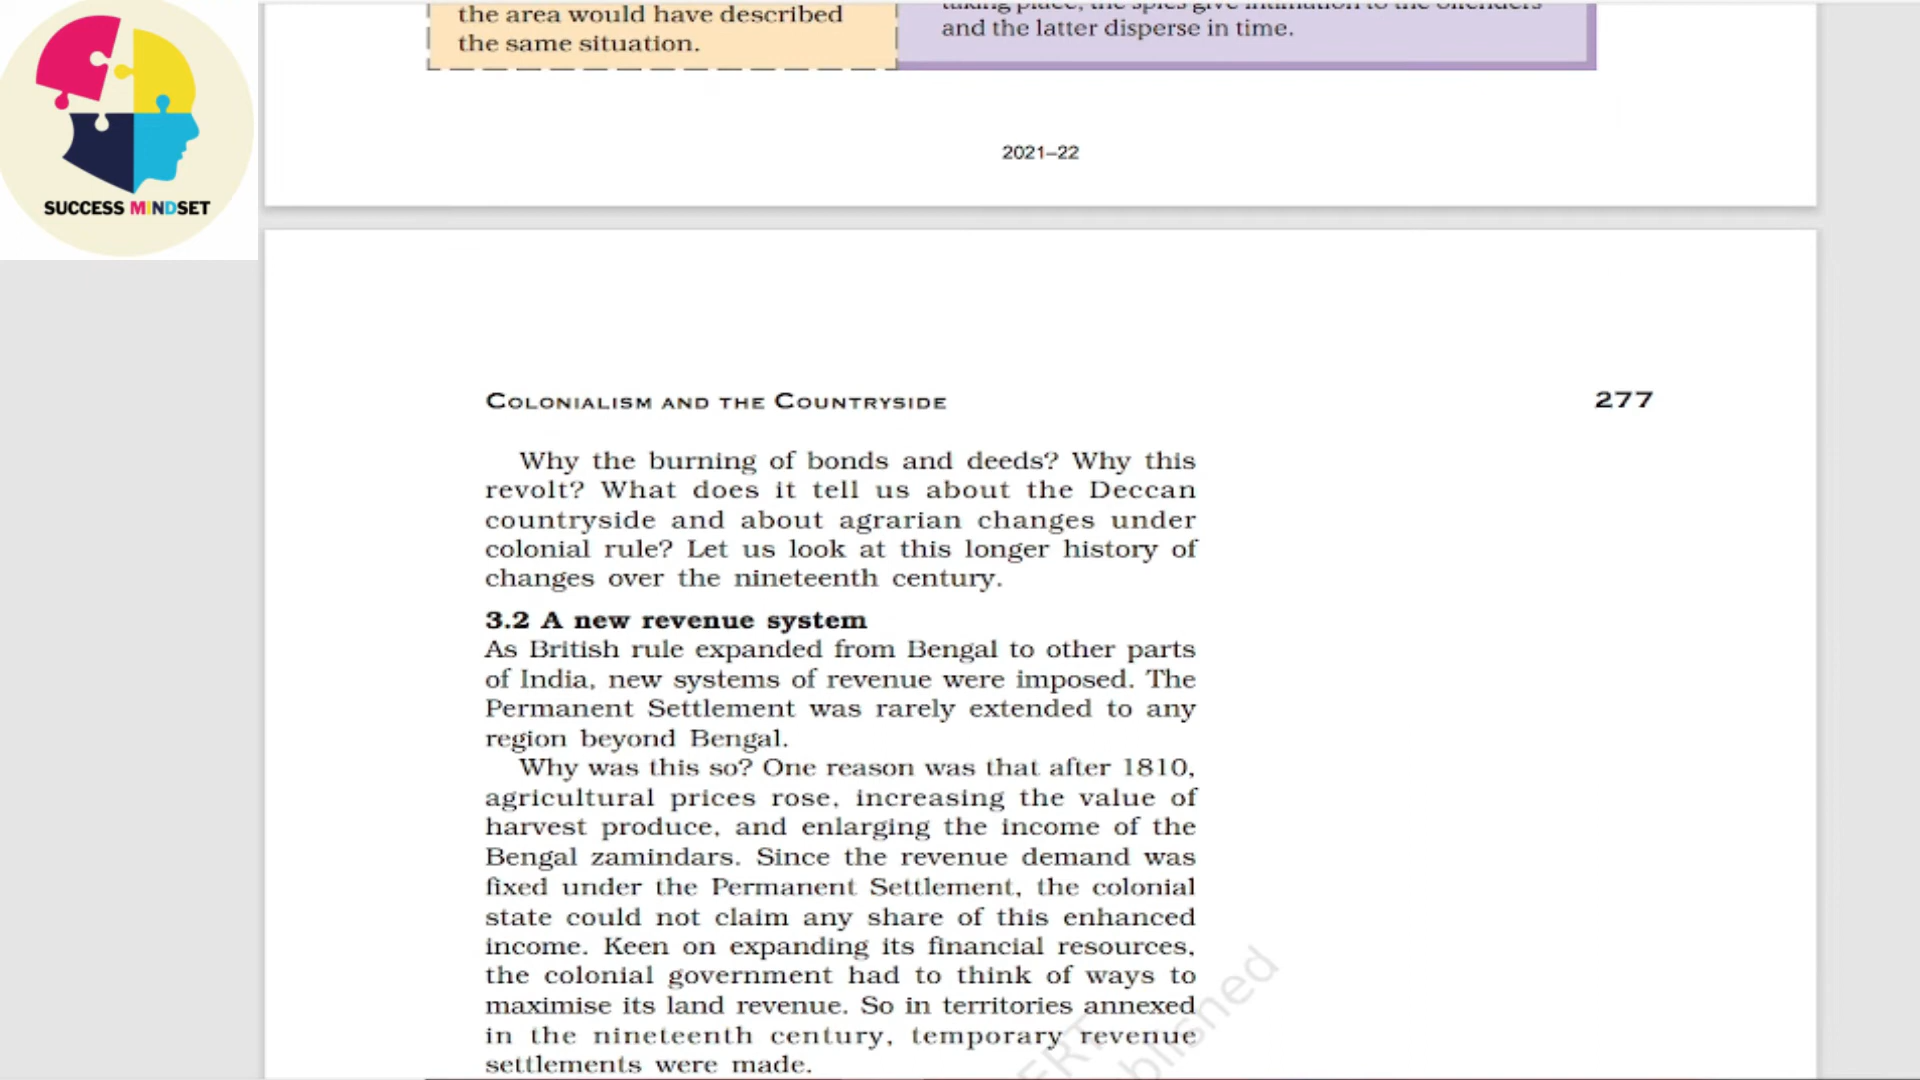 the area would have described
the same situation.
taking place, the spies give intimation to the offenders
and the latter disperse in time.
SUCCESS MINDSET
2021–22
COLONIALISM AND THE COUNTRYSIDE
277
Why the burning of bonds and deeds? Why this
revolt? What does it tell us about the Deccan
countryside and about agrarian changes under
colonial rule? Let us look at this longer history of
changes over the nineteenth century.
3.2 A new revenue system
As British rule expanded from Bengal to other parts
of India, new systems of revenue were imposed. The
Permanent Settlement was rarely extended to any
region beyond Bengal.
Why was this so? One reason was that after 1810,
agricultural prices rose, increasing the value of
harvest produce, and enlarging the income of the
Bengal zamindars. Since the revenue demand was
fixed under the Permanent Settlement, the colonial
state could not claim any share of this enhanced
income. Keen on expanding its financial resources,
the colonial government had to think of ways to
maximise its land revenue. So in territories annexed
in the nineteenth century, temporary revenue
settlements were made.